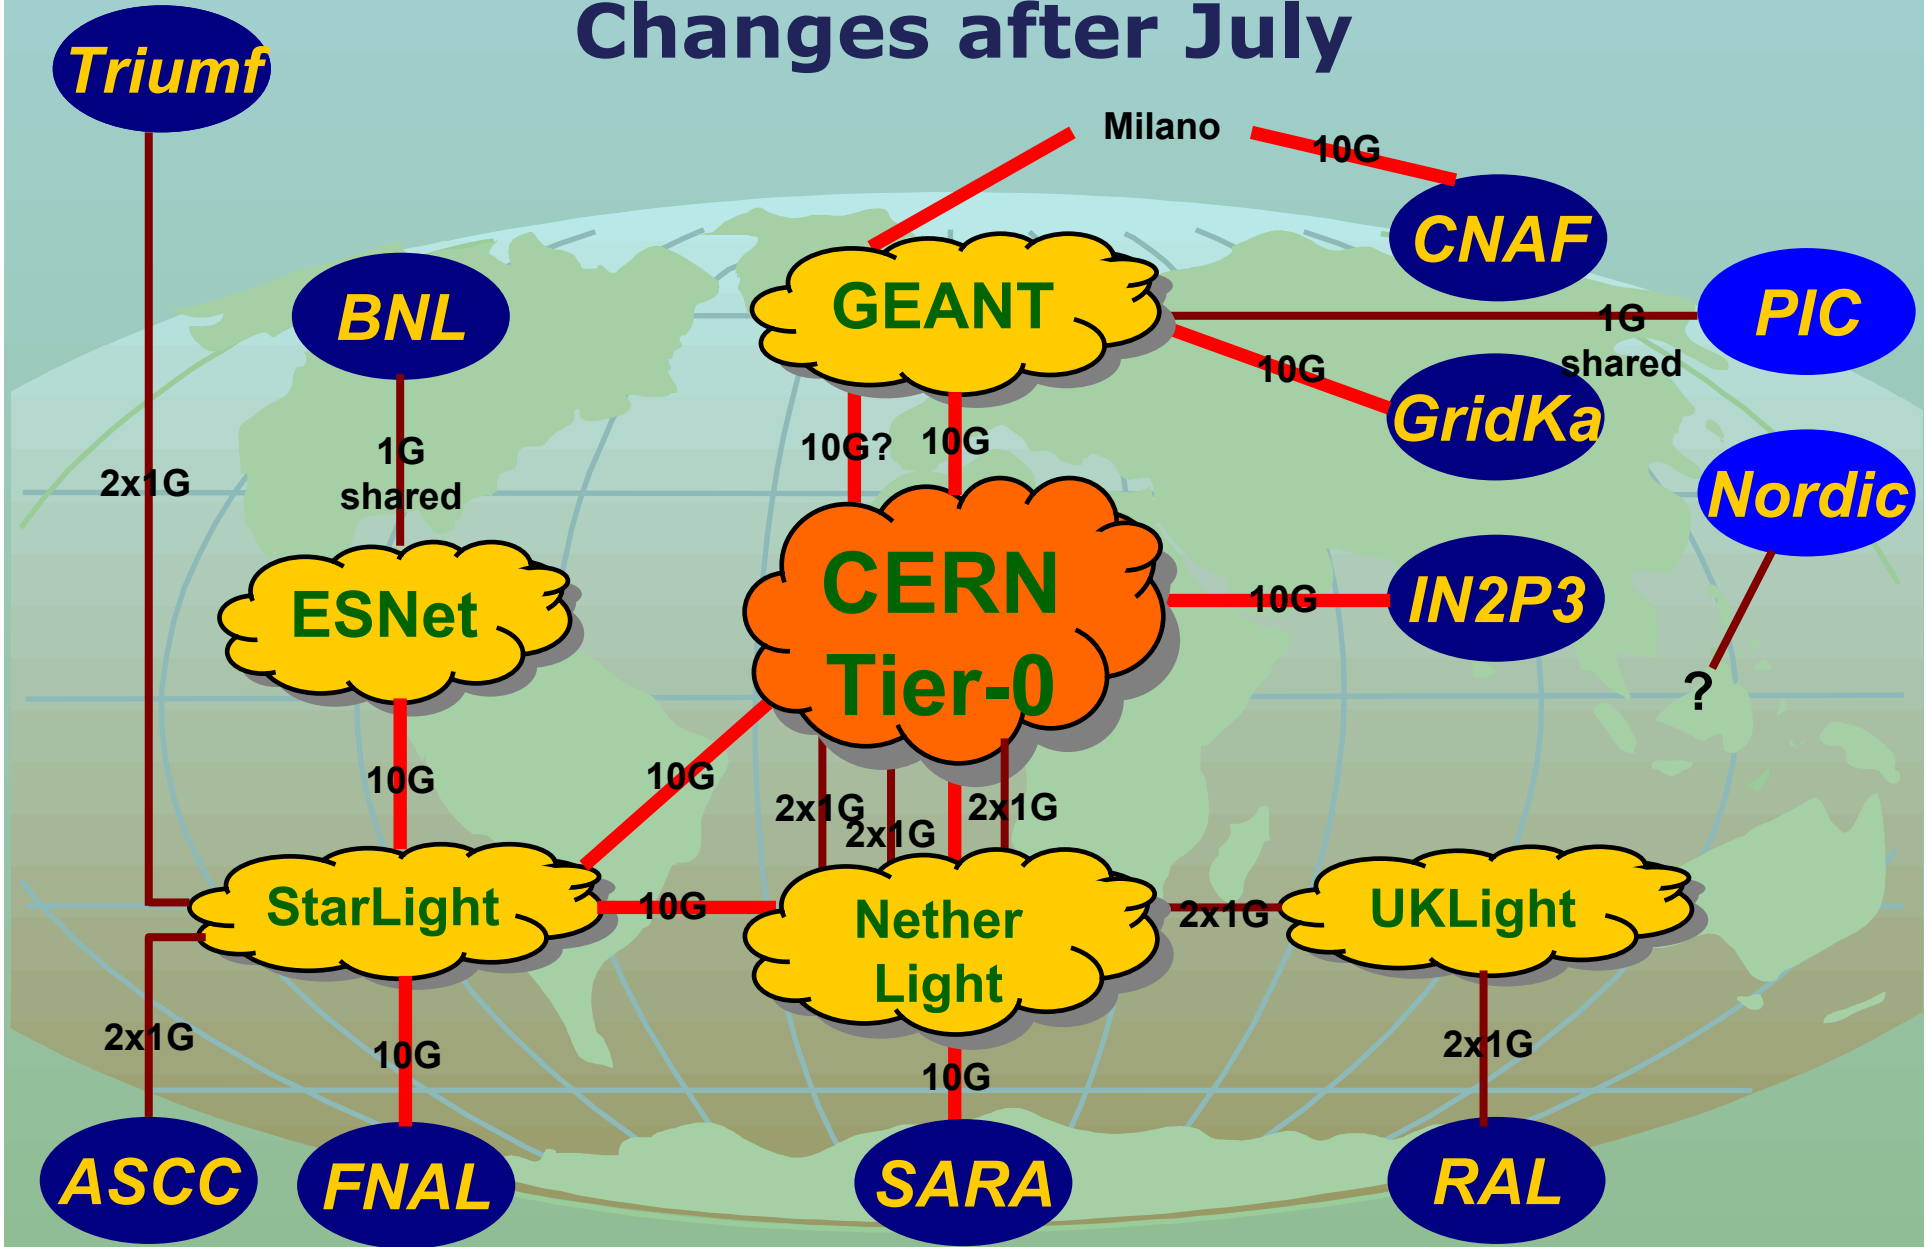 Changes after July
Triumf
Milano
10G
CNAF
BNL
GEANT
1G
shared
PIC
10G
GridKa
2x1G
1G
shared
10G?
10G
Nordic
ESNet
CERN
Tier-0
10G
IN2P3
?
10G
10G
2x1G
2x1G
2x1G
StarLight
10G
Nether
Light
2x1G
UKLight
2x1G
10G
10G
2x1G
ASCC
FNAL
SARA
RAL